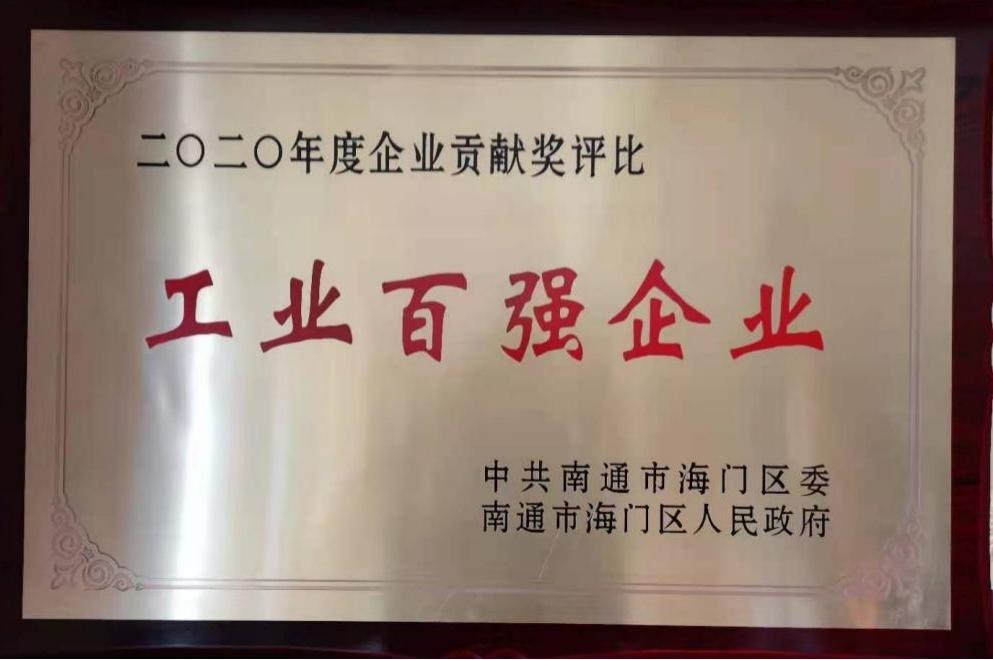 二〇二〇年度企业贡献奖评比
工业百强企业
中共南通市海门区委
南通市海门区人民政府